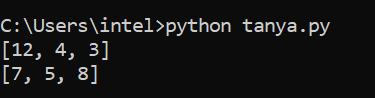 C:\Users\intel>python tanya.py
[12, 4, 3]
[7, 5, 8]